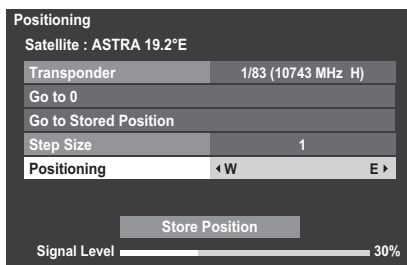 Positioning
Satellite : ASTRA 19.2°E
Transponder 1/83 (10743 MHz H)
Go to 0
Go to Stored Position
Step Size 1
Positioning W E
Store Position
Signal Level 30%